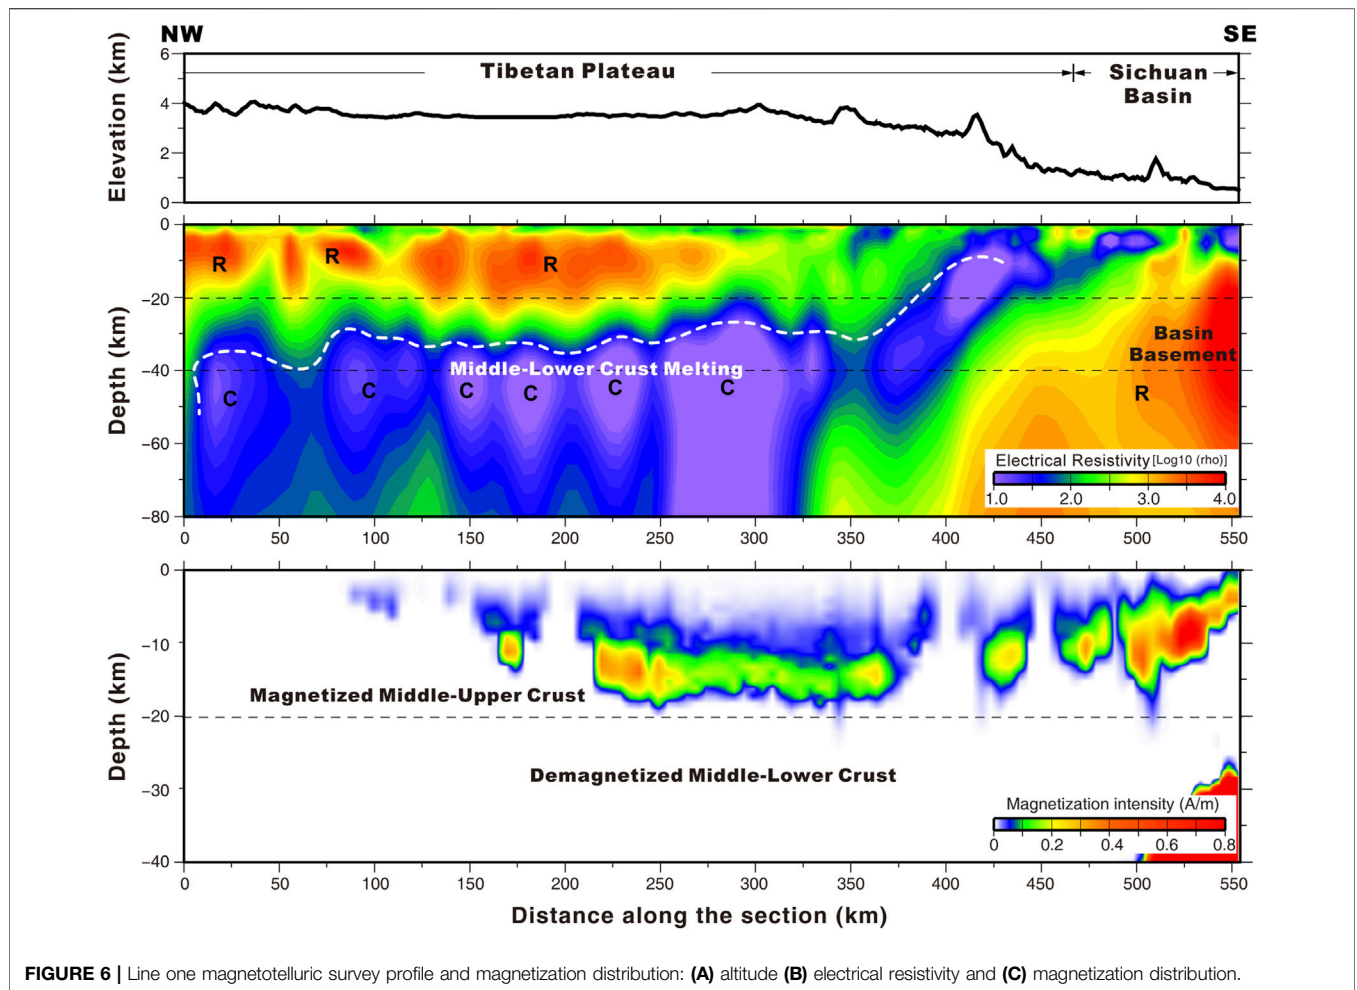 NW
SE
Elevation (km)
6
4
2
0
Tibetan Plateau
Sichuan
Basin
Depth (km)
0
−20
−40
−60
−80
R
R
R
C
C
C
C
C
C
Middle-Lower Crust Melting
Basin
Basement
R
Electrical Resistivity [Log10 (rho)]
1.0 2.0 3.0 4.0
0 50 100 150 200 250 300 350 400 450 500 550
Depth (km)
0
−10
−20
−30
−40
Magnetized Middle-Upper Crust
Demagnetized Middle-Lower Crust
Magnetization intensity (A/m)
0 0.2 0.4 0.6 0.8
0 50 100 150 200 250 300 350 400 450 500 550
Distance along the section (km)
FIGURE 6 | Line one magnetotelluric survey profile and magnetization distribution: (A) altitude (B) electrical resistivity and (C) magnetization distribution.